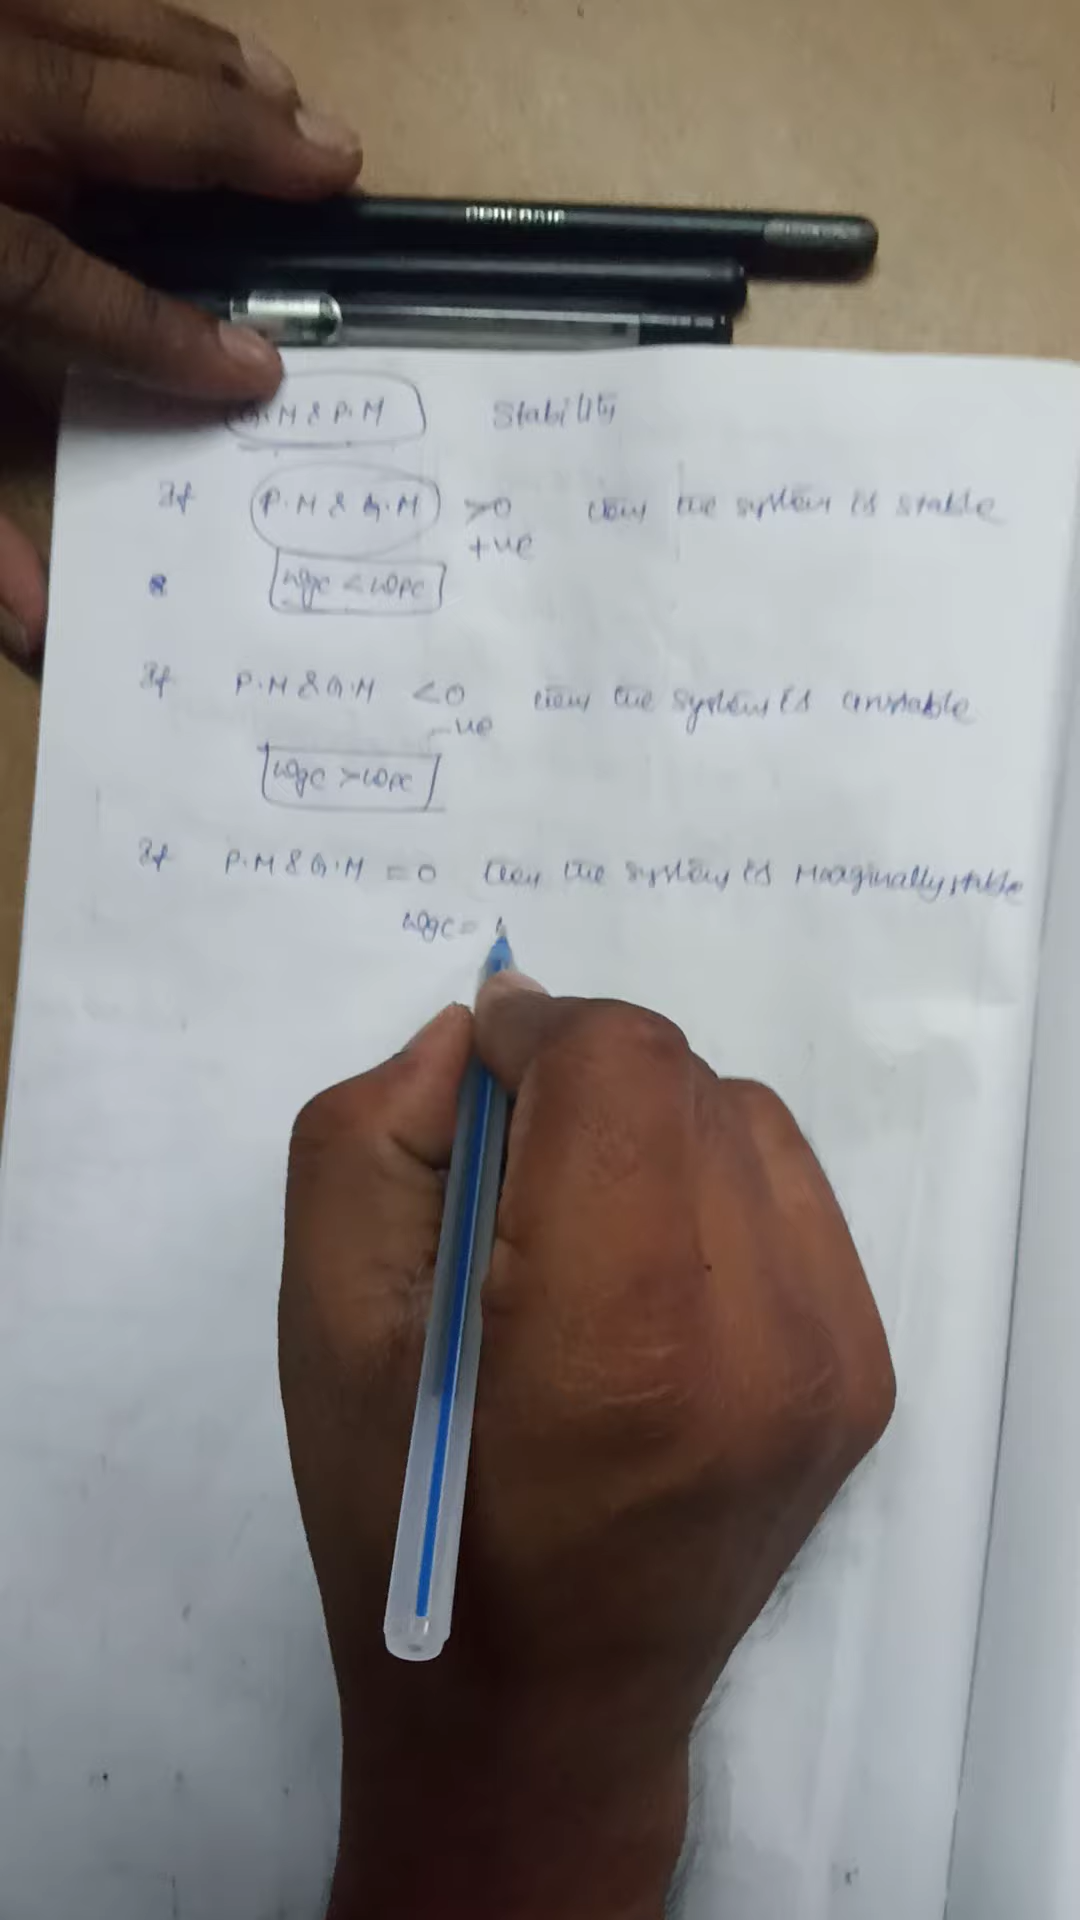 G.M & P.M Stability
If P.M & G.M >0 then the system is stable
+ve
& ωgc < ωpc
If P.M & G.M <0 then the system is unstable
-ve
ωgc > ωpc
If P.M & G.M = 0 then the system is Marginally stable
ωgc =